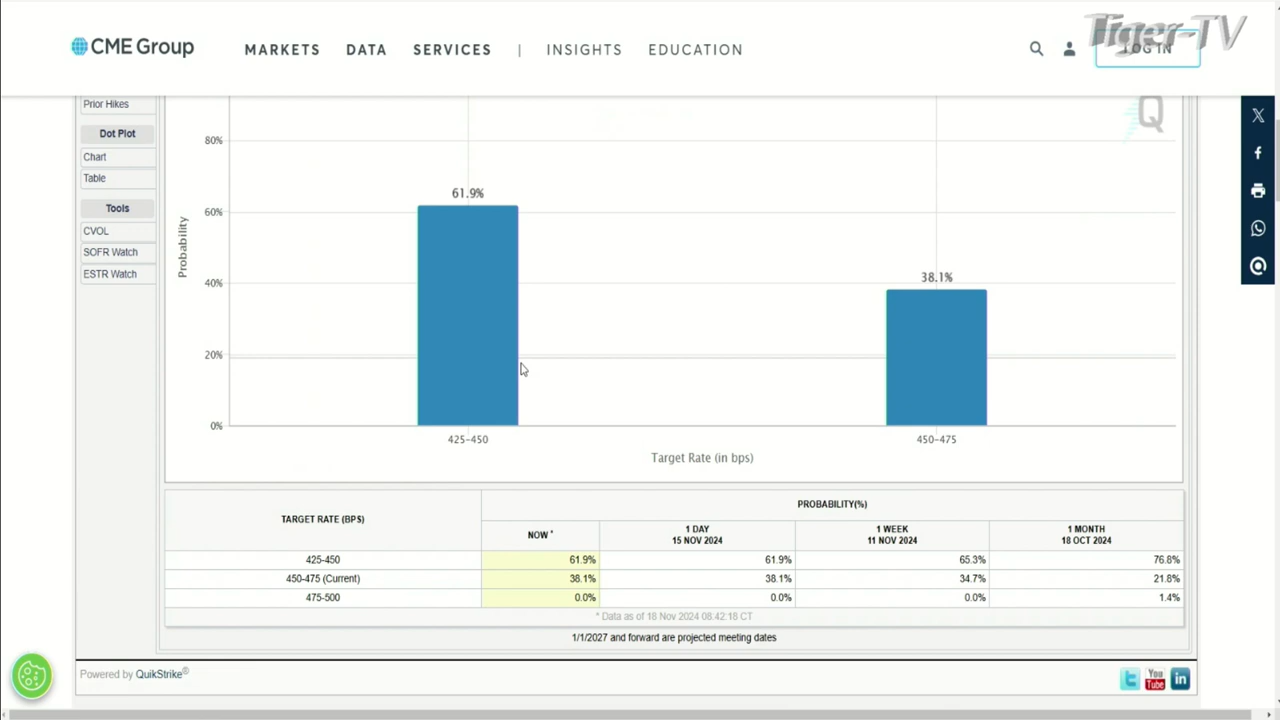 Tiger-TV
CME Group
MARKETS DATA SERVICES | INSIGHTS EDUCATION
LOG IN
Prior Hikes
Dot Plot
Chart
Table
Tools
CVOL
SOFR Watch
ESTR Watch
Q
Probability
80%
60%
40%
20%
0%
61.9%
38.1%
425-450
450-475
Target Rate (in bps)
TARGET RATE (BPS)
PROBABILITY(%)
NOW *
1 DAY
15 NOV 2024
1 WEEK
11 NOV 2024
1 MONTH
18 OCT 2024
425-450 61.9% 61.9% 65.3% 76.8%
450-475 (Current) 38.1% 38.1% 34.7% 21.8%
475-500 0.0% 0.0% 0.0% 1.4%
* Data as of 18 Nov 2024 08:42:18 CT
1/1/2027 and forward are projected meeting dates
Powered by QuikStrike®
You
Tube
in